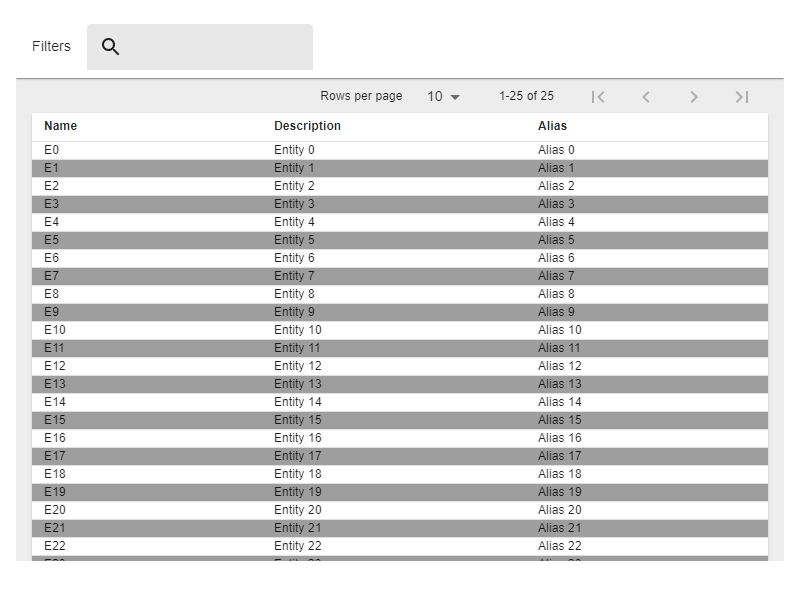 Filters
Rows per page 10 1-25 of 25
Name Description Alias
E0 Entity 0 Alias 0
E1 Entity 1 Alias 1
E2 Entity 2 Alias 2
E3 Entity 3 Alias 3
E4 Entity 4 Alias 4
E5 Entity 5 Alias 5
E6 Entity 6 Alias 6
E7 Entity 7 Alias 7
E8 Entity 8 Alias 8
E9 Entity 9 Alias 9
E10 Entity 10 Alias 10
E11 Entity 11 Alias 11
E12 Entity 12 Alias 12
E13 Entity 13 Alias 13
E14 Entity 14 Alias 14
E15 Entity 15 Alias 15
E16 Entity 16 Alias 16
E17 Entity 17 Alias 17
E18 Entity 18 Alias 18
E19 Entity 19 Alias 19
E20 Entity 20 Alias 20
E21 Entity 21 Alias 21
E22 Entity 22 Alias 22